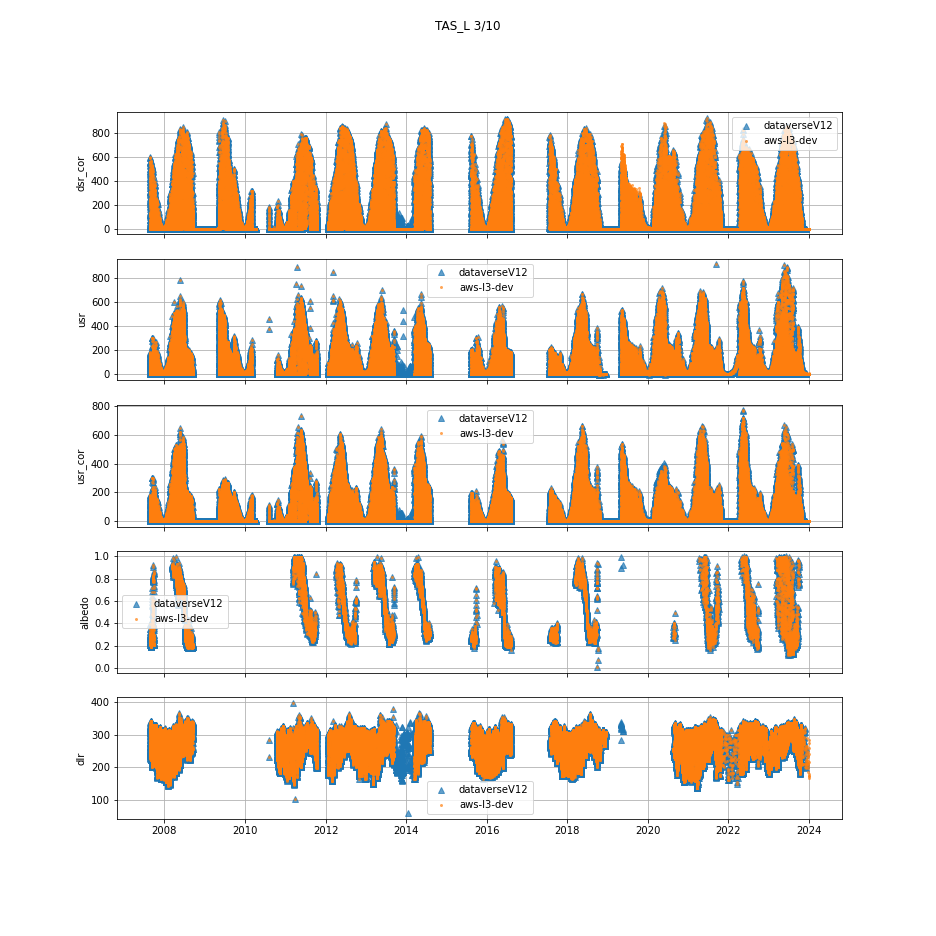 TAS_L 3/10
800
600
400
200
0
dsr_cor
dataverseV12
aws-l3-dev
800
600
400
200
0
usr
dataverseV12
aws-l3-dev
800
600
400
200
0
usr_cor
dataverseV12
aws-l3-dev
1.0
0.8
0.6
0.4
0.2
0.0
albedo
dataverseV12
aws-l3-dev
400
300
200
100
dlr
dataverseV12
aws-l3-dev
2008 2010 2012 2014 2016 2018 2020 2022 2024